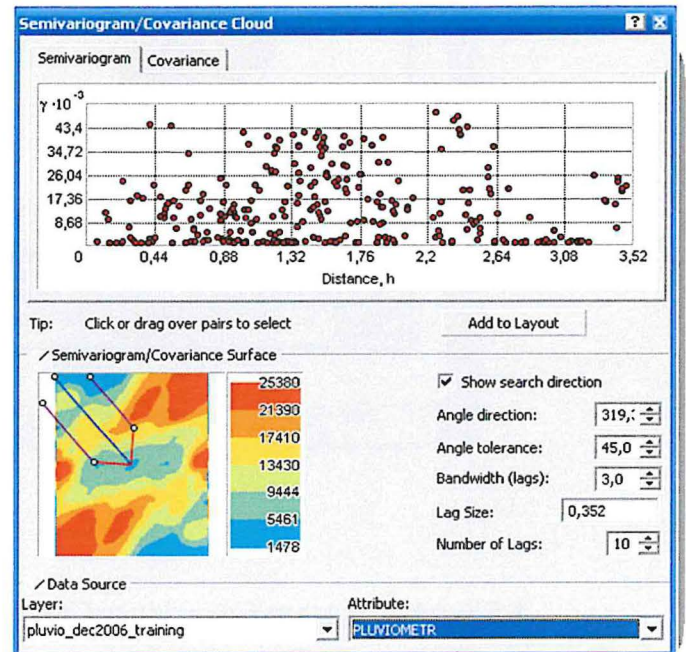 Semivariogram/Covariance Cloud
Semivariogram Covariance
γ ·10⁻³
43,4
34,72
26,04
17,36
8,68
0 0,44 0,88 1,32 1,76 2,2 2,64 3,08 3,52
Distance, h
Tip: Click or drag over pairs to select Add to Layout
Semivariogram/Covariance Surface
25380
21390
17410
13430
9444
5461
1478
Show search direction
Angle direction: 319,
Angle tolerance: 45,0
Bandwidth (lags): 3,0
Lag Size: 0,352
Number of Lags: 10
Data Source
Layer: Attribute:
pluvio_dec2006_training PLUVIOMETR